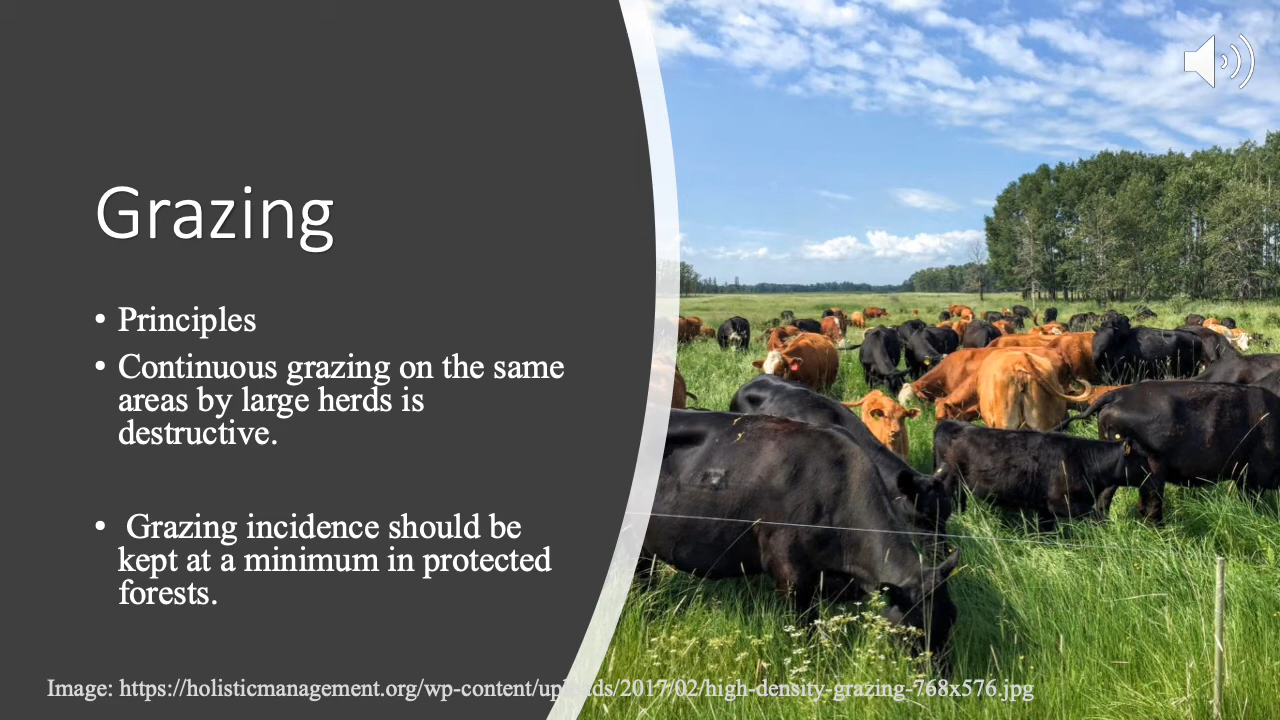 Grazing
• Principles
• Continuous grazing on the same
areas by large herds is
destructive.
• Grazing incidence should be
kept at a minimum in protected
forests.
Image: https://holisticmanagement.org/wp-content/uploads/2017/02/high-density-grazing-768x576.jpg